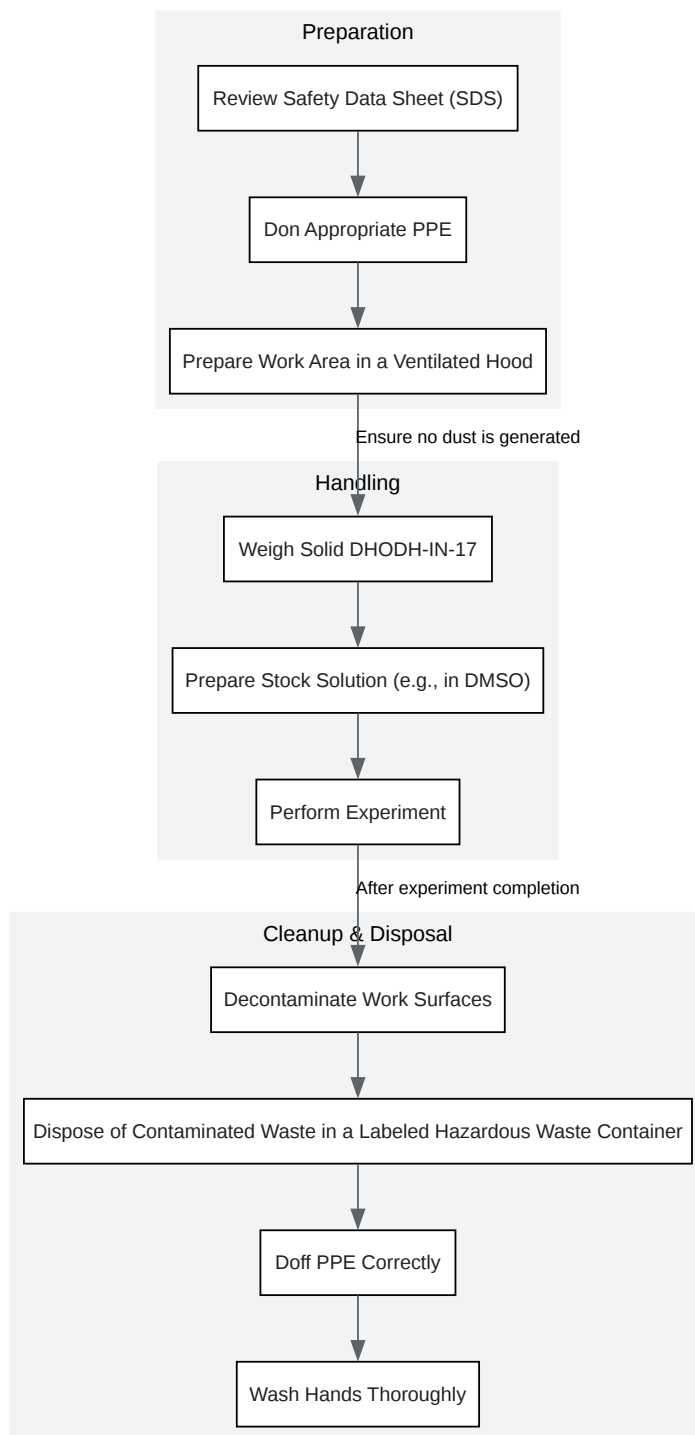 Preparation
Review Safety Data Sheet (SDS)
Don Appropriate PPE
Prepare Work Area in a Ventilated Hood
Ensure no dust is generated
Handling
Weigh Solid DHODH-IN-17
Prepare Stock Solution (e.g., in DMSO)
Perform Experiment
After experiment completion
Cleanup & Disposal
Decontaminate Work Surfaces
Dispose of Contaminated Waste in a Labeled Hazardous Waste Container
Doff PPE Correctly
Wash Hands Thoroughly